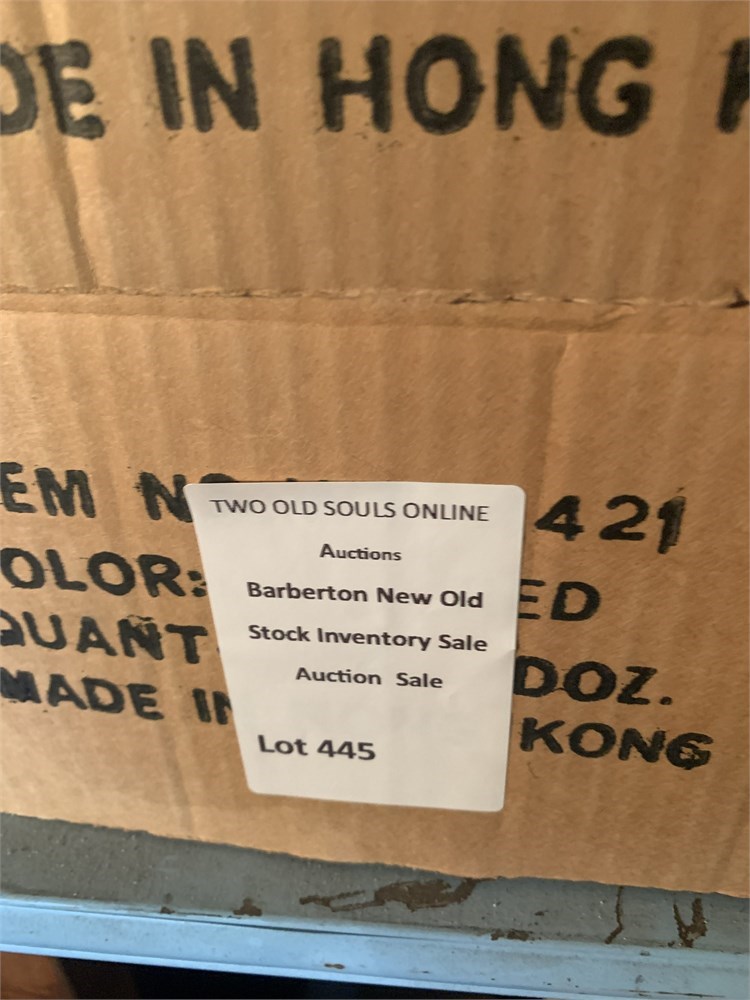 DE IN HONG
EM 421
OLOR: ED
QUANT DOZ.
MADE IN KONG
TWO OLD SOULS ONLINE
Auctions
Barberton New Old
Stock Inventory Sale
Auction Sale
Lot 445